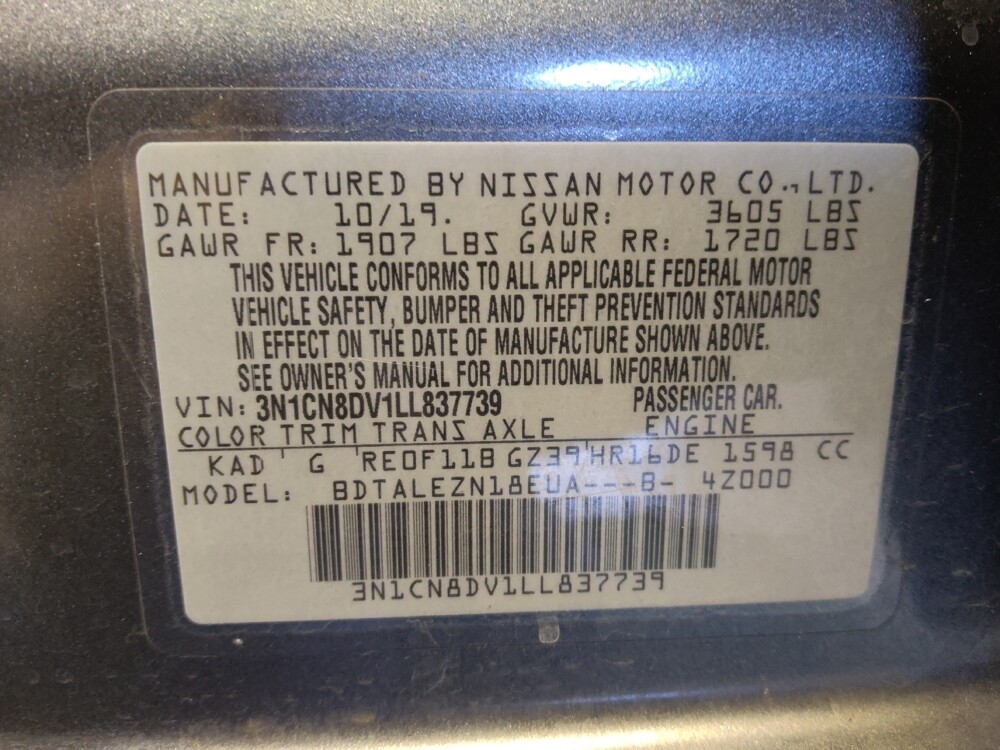 MANUFACTURED BY NISSAN MOTOR CO., LTD.
DATE: 10/19. GVWR: 3605 LBS
GAWR FR: 1907 LBS GAWR RR: 1720 LBS
THIS VEHICLE CONFORMS TO ALL APPLICABLE FEDERAL MOTOR
VEHICLE SAFETY, BUMPER AND THEFT PREVENTION STANDARDS
IN EFFECT ON THE DATE OF MANUFACTURE SHOWN ABOVE.
SEE OWNER'S MANUAL FOR ADDITIONAL INFORMATION.
VIN: 3N1CN8DV1LL837739 PASSENGER CAR.
COLOR TRIM TRANS AXLE ENGINE
KAD G RE0F11B GZ39 HR16DE 1598 CC
MODEL: BDTALEZN18EUA---B- 4Z000
3N1CN8DV1LL837739